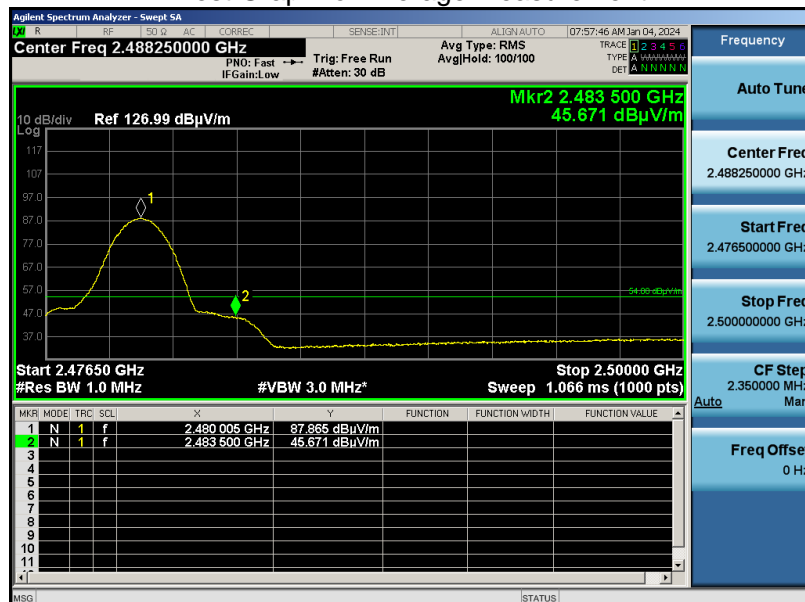 Agilent Spectrum Analyzer - Swept SA
LXI R RF 50 Ω AC CORREC SENSE:INT ALIGN AUTO 07:57:46 AM Jan 04, 2024
Center Freq 2.488250000 GHz
PNO: Fast
IFGain:Low
Trig: Free Run
#Atten: 30 dB
Avg Type: RMS
Avg|Hold: 100/100
TRACE 1 2 3 4 5 6
TYPE A WWWWW
DET A N N N N N
Mkr2 2.483 500 GHz
45.671 dBµV/m
10 dB/div Ref 126.99 dBµV/m
Log
117
107
97.0
87.0
77.0
67.0
57.0
47.0
37.0
1
2
54.00 dBµV/m
Start 2.47650 GHz Stop 2.50000 GHz
#Res BW 1.0 MHz #VBW 3.0 MHz* Sweep 1.066 ms (1000 pts)
MKR MODE TRC SCL X Y FUNCTION FUNCTION WIDTH FUNCTION VALUE
1 N 1 f 2.480 005 GHz 87.865 dBµV/m
2 N 1 f 2.483 500 GHz 45.671 dBµV/m
3
4
5
6
7
8
9
10
11
MSG STATUS
Frequency
Auto Tune
Center Freq
2.488250000 GHz
Start Freq
2.476500000 GHz
Stop Freq
2.500000000 GHz
CF Step
2.350000 MHz
Auto Man
Freq Offset
0 Hz